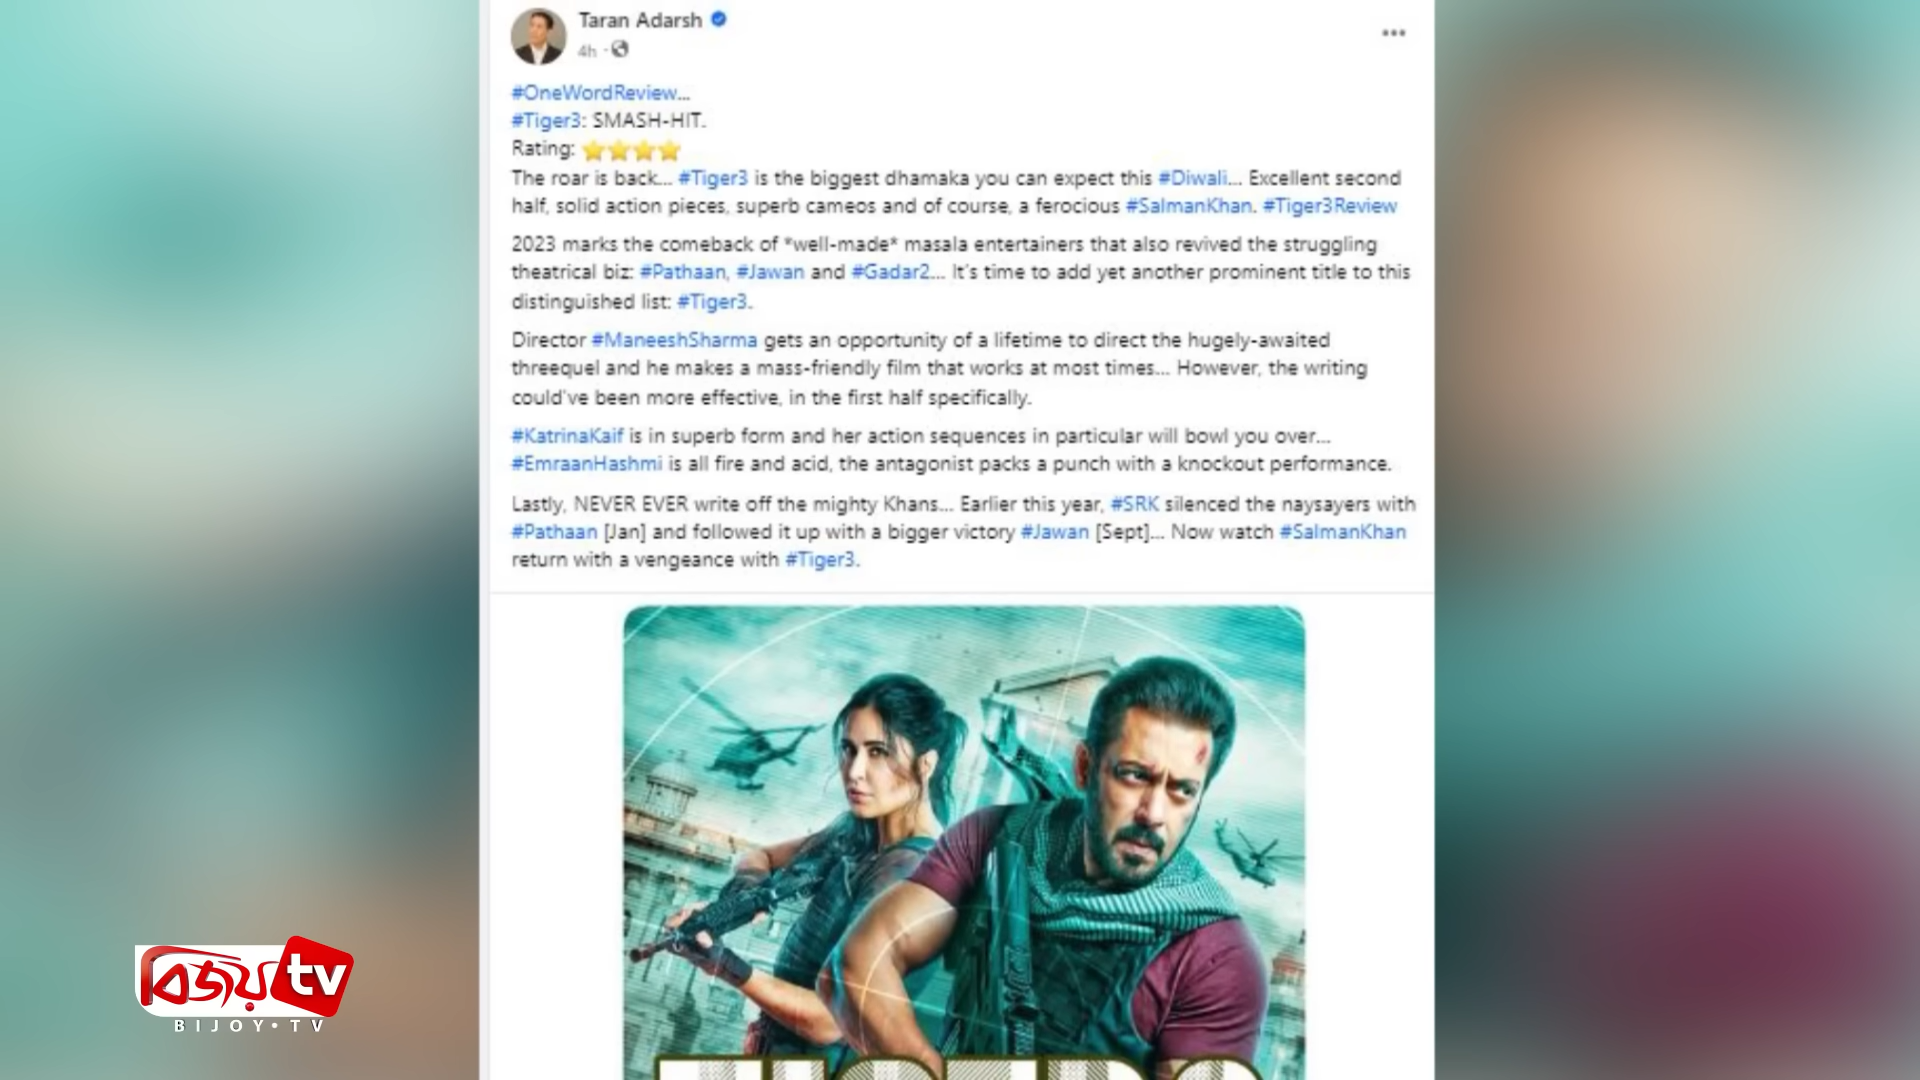 Taran Adarsh
4h ·
#OneWordReview...
#Tiger3: SMASH-HIT.
Rating: ⭐⭐⭐⭐
The roar is back... #Tiger3 is the biggest dhamaka you can expect this #Diwali... Excellent second
half, solid action pieces, superb cameos and of course, a ferocious #SalmanKhan. #Tiger3Review
2023 marks the comeback of *well-made* masala entertainers that also revived the struggling
theatrical biz: #Pathaan, #Jawan and #Gadar2... It's time to add yet another prominent title to this
distinguished list: #Tiger3.
Director #ManeeshSharma gets an opportunity of a lifetime to direct the hugely-awaited
threequel and he makes a mass-friendly film that works at most times... However, the writing
could've been more effective, in the first half specifically.
#KatrinaKaif is in superb form and her action sequences in particular will bowl you over...
#EmraanHashmi is all fire and acid, the antagonist packs a punch with a knockout performance.
Lastly, NEVER EVER write off the mighty Khans... Earlier this year, #SRK silenced the naysayers with
#Pathaan [Jan] and followed it up with a bigger victory #Jawan [Sept]... Now watch #SalmanKhan
return with a vengeance with #Tiger3.
বিজয় tv
BIJOY•TV